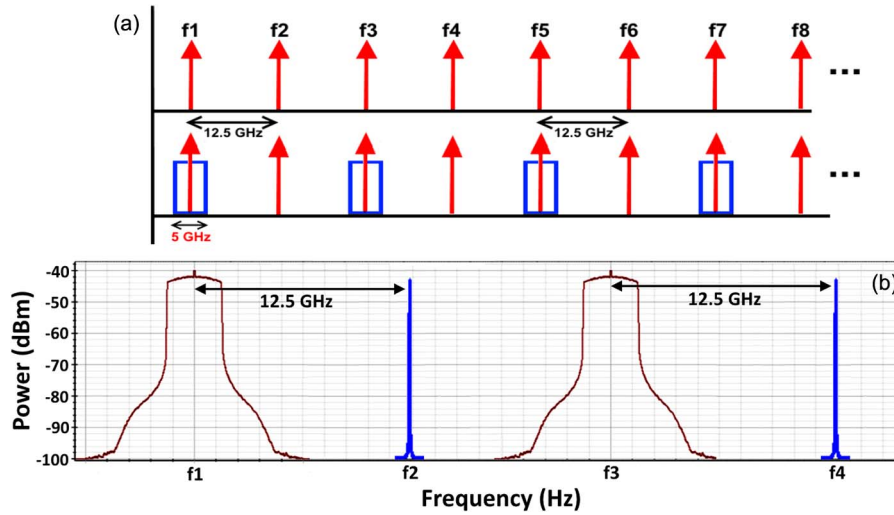 (a)
f1 f2 f3 f4 f5 f6 f7 f8
...
12.5 GHz 12.5 GHz
...
5 GHz
(b)
-40
-50
-60
-70
-80
-90
-100
Power (dBm)
12.5 GHz 12.5 GHz
f1 f2 f3 f4
Frequency (Hz)